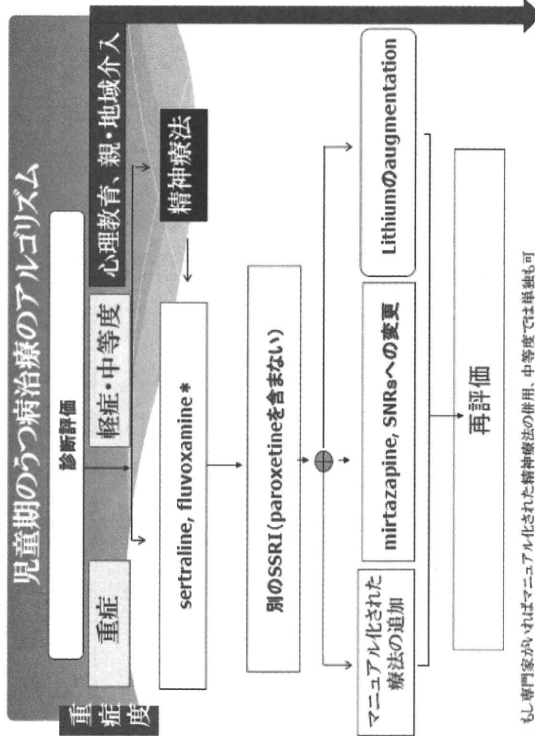 児童期のうつ病治療のアルゴリズム
診断評価
重症度
重症
軽症・中等度
心理教育、親・地域介入
精神療法
sertraline, fluvoxamine *
別のSSRI(paroxetineを含まない)
マニュアル化された
療法の追加
mirtazapine, SNRsへの変更
Lithiumのaugmentation
再評価
もし専門家がいればマニュアル化された精神療法の併用、中等度では単独も可